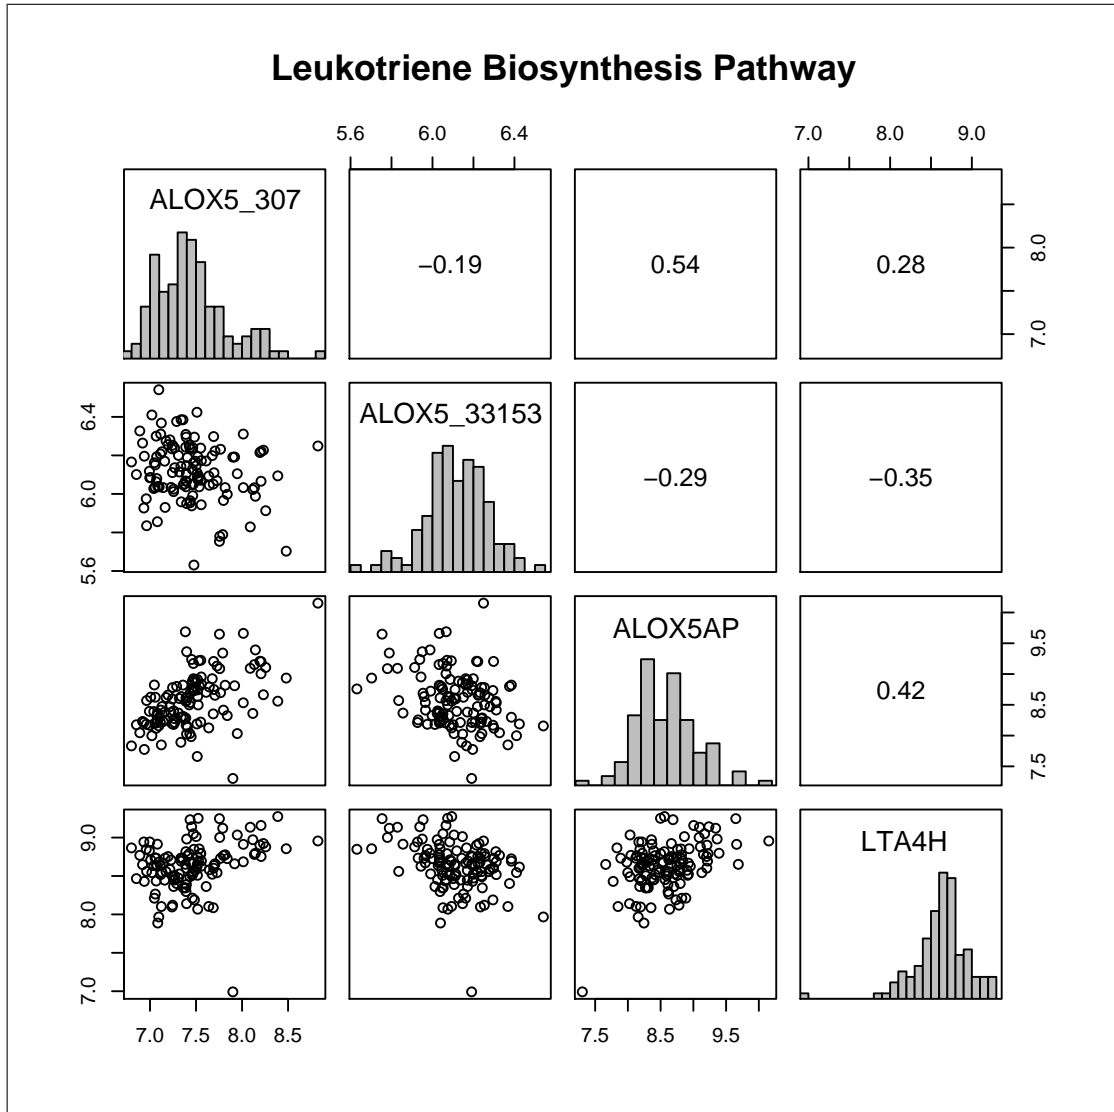 Leukotriene Biosynthesis Pathway
5.6 6.0 6.4 7.0 8.0 9.0
ALOX5_307
−0.19 0.54 0.28
7.0 8.0
ALOX5_33153
−0.29 −0.35
5.6 6.0 6.4
ALOX5AP
0.42
7.5 8.5 9.5
LTA4H
7.0 8.0 9.0
7.0 7.5 8.0 8.5 7.5 8.5 9.5